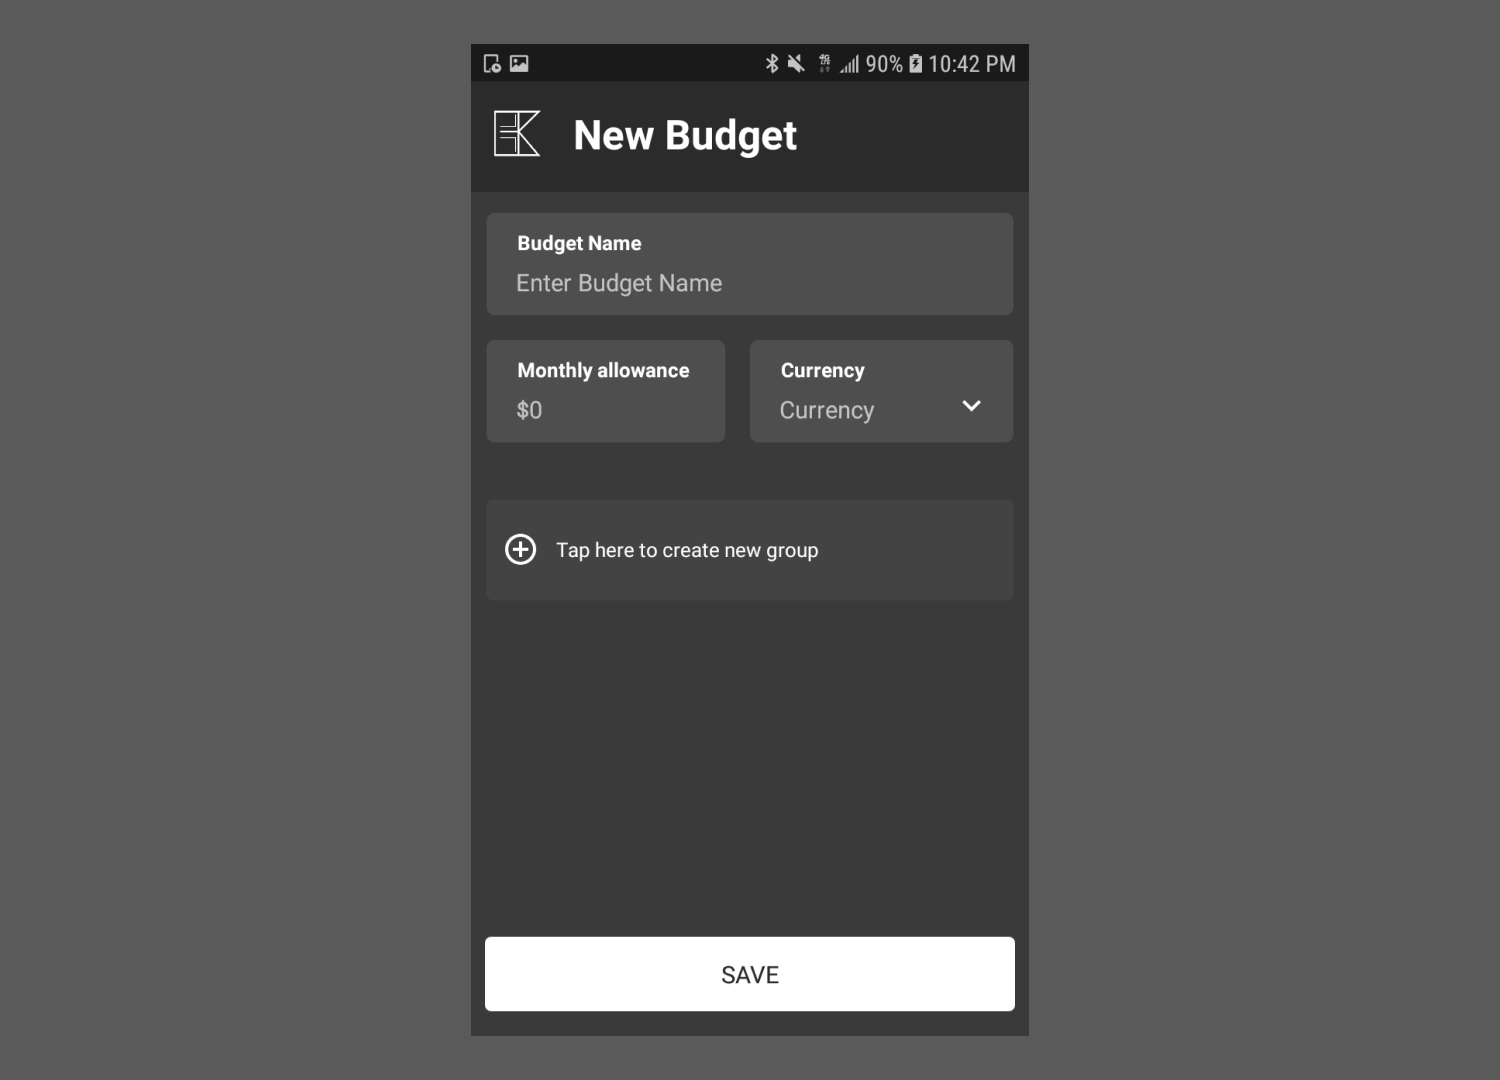 90% 10:42 PM
New Budget
Budget Name
Enter Budget Name
Monthly allowance
$0
Currency
Currency
Tap here to create new group
SAVE